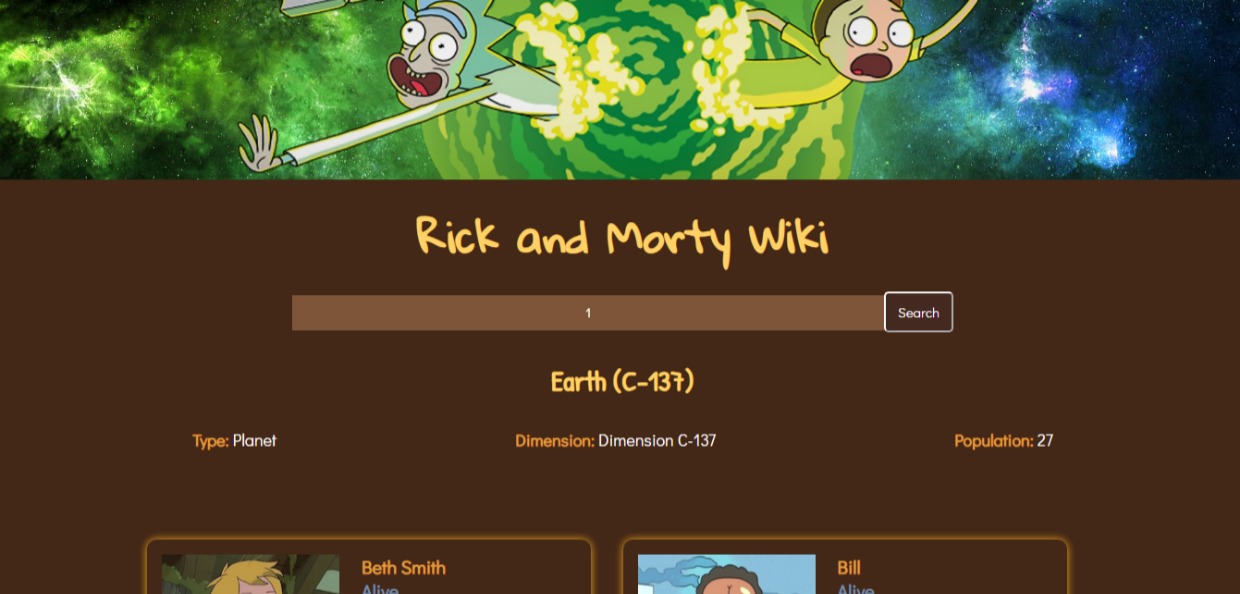 Rick and Morty Wiki
1
Search
Earth (C-137)
Type: Planet
Dimension: Dimension C-137
Population: 27
Beth Smith
Alive
Bill
Alive